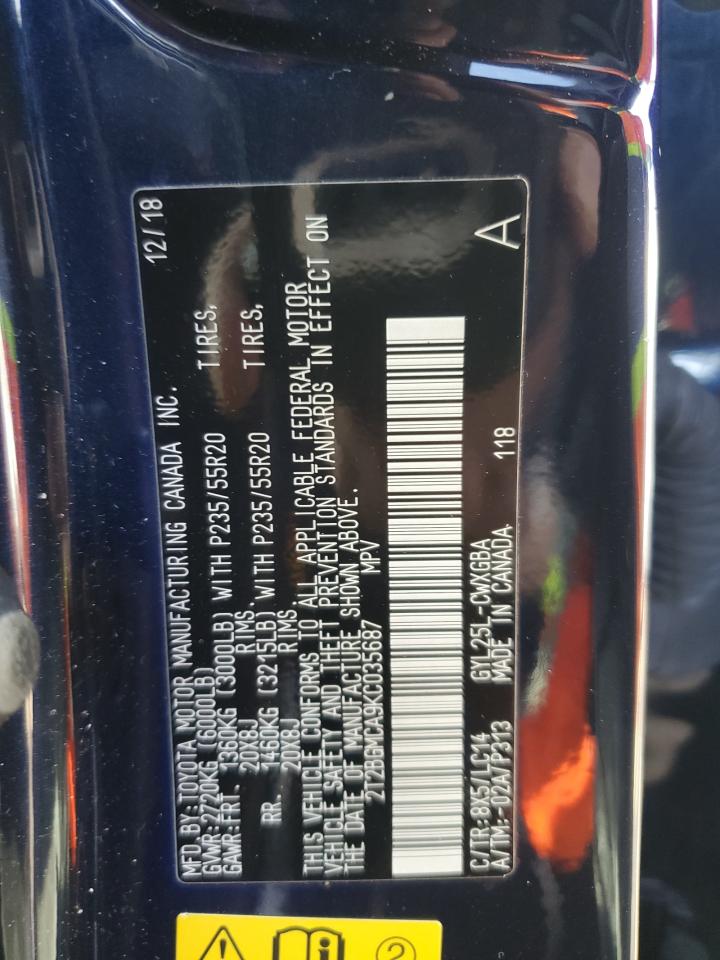 MFD. BY: TOYOTA MOTOR MANUFACTURING CANADA INC. 12/18
GVWR: 2720KG (6000LB)
GAWR: FRT. 1360KG (3000LB) WITH P235/55R20 TIRES,
20X8J RIMS.
RR. 1460KG (3215LB) WITH P235/55R20 TIRES,
20X8J RIMS.
THIS VEHICLE CONFORMS TO ALL APPLICABLE FEDERAL MOTOR
VEHICLE SAFETY AND THEFT PREVENTION STANDARDS IN EFFECT ON
THE DATE OF MANUFACTURE SHOWN ABOVE.
2T2BGMCA9KC035687 MPV
C/TR: 8X5/LC14 GYL25L-CWXGBA 118 A
A/TM: -02A/P313 MADE IN CANADA
2